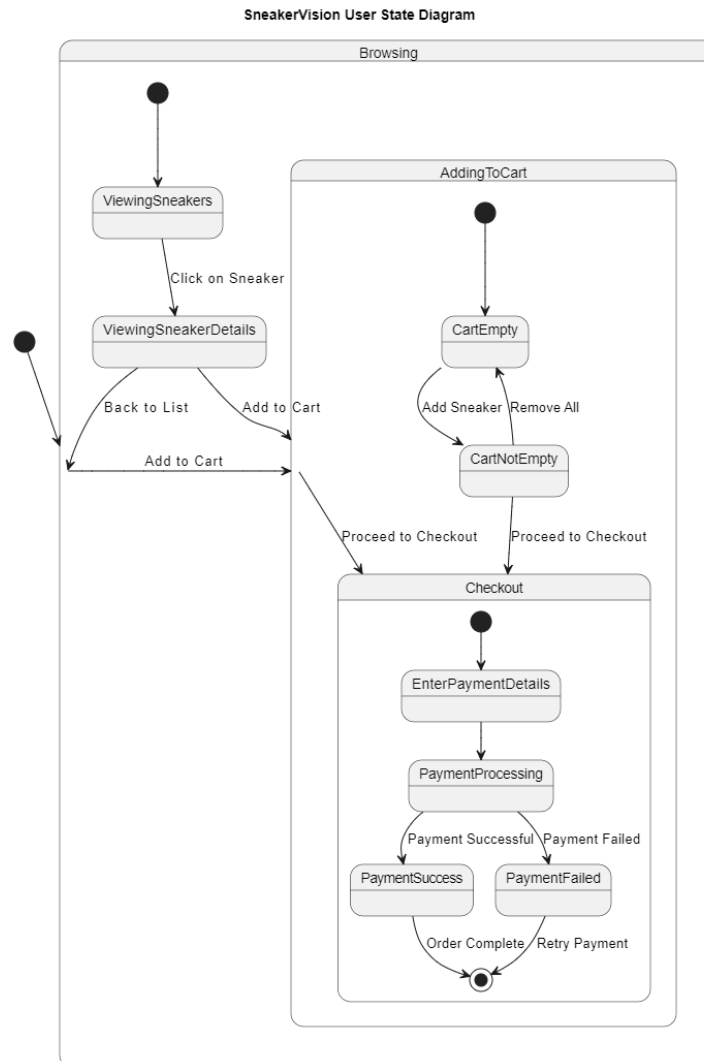 SneakerVision User State Diagram
Browsing
AddingToCart
ViewingSneakers
Click on Sneaker
ViewingSneakerDetails
CartEmpty
Back to List
Add to Cart
Add Sneaker
Remove All
Add to Cart
CartNotEmpty
Proceed to Checkout
Proceed to Checkout
Checkout
EnterPaymentDetails
PaymentProcessing
Payment Successful
Payment Failed
PaymentSuccess
PaymentFailed
Order Complete
Retry Payment